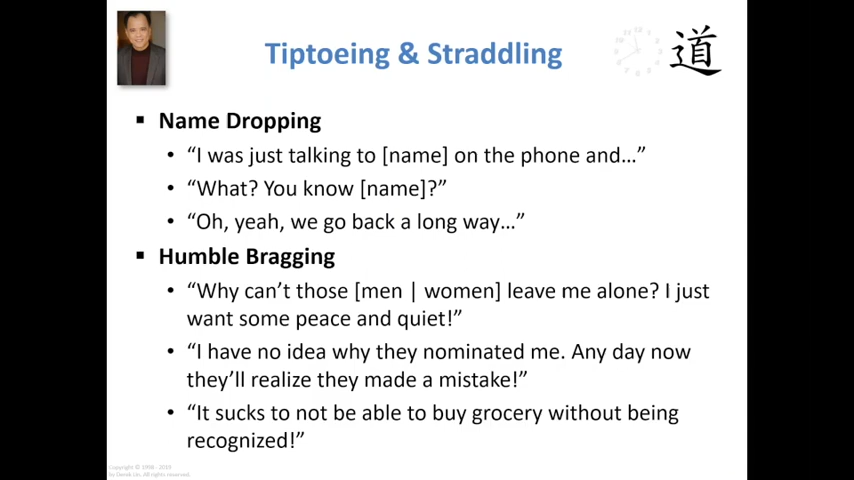 Tiptoeing & Straddling
道
Name Dropping
“I was just talking to [name] on the phone and…”
“What? You know [name]?”
“Oh, yeah, we go back a long way…”
Humble Bragging
“Why can’t those [men | women] leave me alone? I just
want some peace and quiet!”
“I have no idea why they nominated me. Any day now
they’ll realize they made a mistake!”
“It sucks to not be able to buy grocery without being
recognized!”
Copyright © 1998 - 2019
by Derek Lin. All rights reserved.